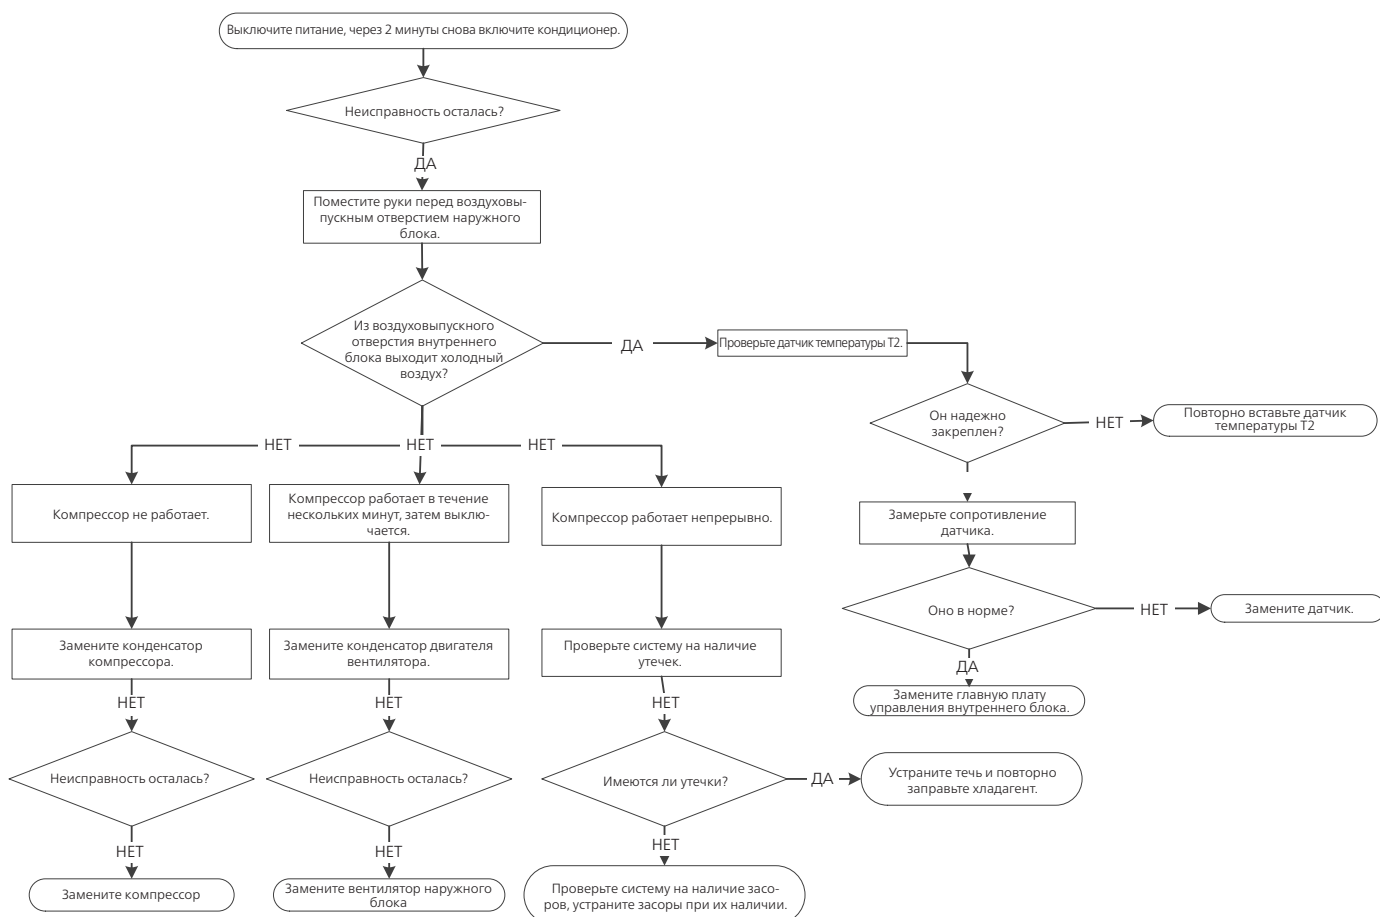 Выключите питание, через 2 минуты снова включите кондиционер.
Неисправность осталась?
ДА
Поместите руки перед воздуховы-
пускным отверстием наружного
блока.
Из воздуховыпускного
отверстия внутреннего
блока выходит холодный
воздух?
ДА
Проверьте датчик температуры T2.
Он надежно
закреплен?
НЕТ
Повторно вставьте датчик
температуры T2
НЕТ
НЕТ
НЕТ
Компрессор не работает.
Компрессор работает в течение
нескольких минут, затем выклю-
чается.
Компрессор работает непрерывно.
Замерьте сопротивление
датчика.
Оно в норме?
НЕТ
Замените датчик.
ДА
Замените главную плату
управления внутреннего блока.
Замените конденсатор
компрессора.
Замените конденсатор двигателя
вентилятора.
Проверьте систему на наличие
утечек.
НЕТ
НЕТ
НЕТ
Неисправность осталась?
Неисправность осталась?
Имеются ли утечки?
ДА
Устраните течь и повторно
заправьте хладагент.
НЕТ
НЕТ
НЕТ
Замените компрессор
Замените вентилятор наружного
блока
Проверьте систему на наличие засо-
ров, устраните засоры при их наличии.